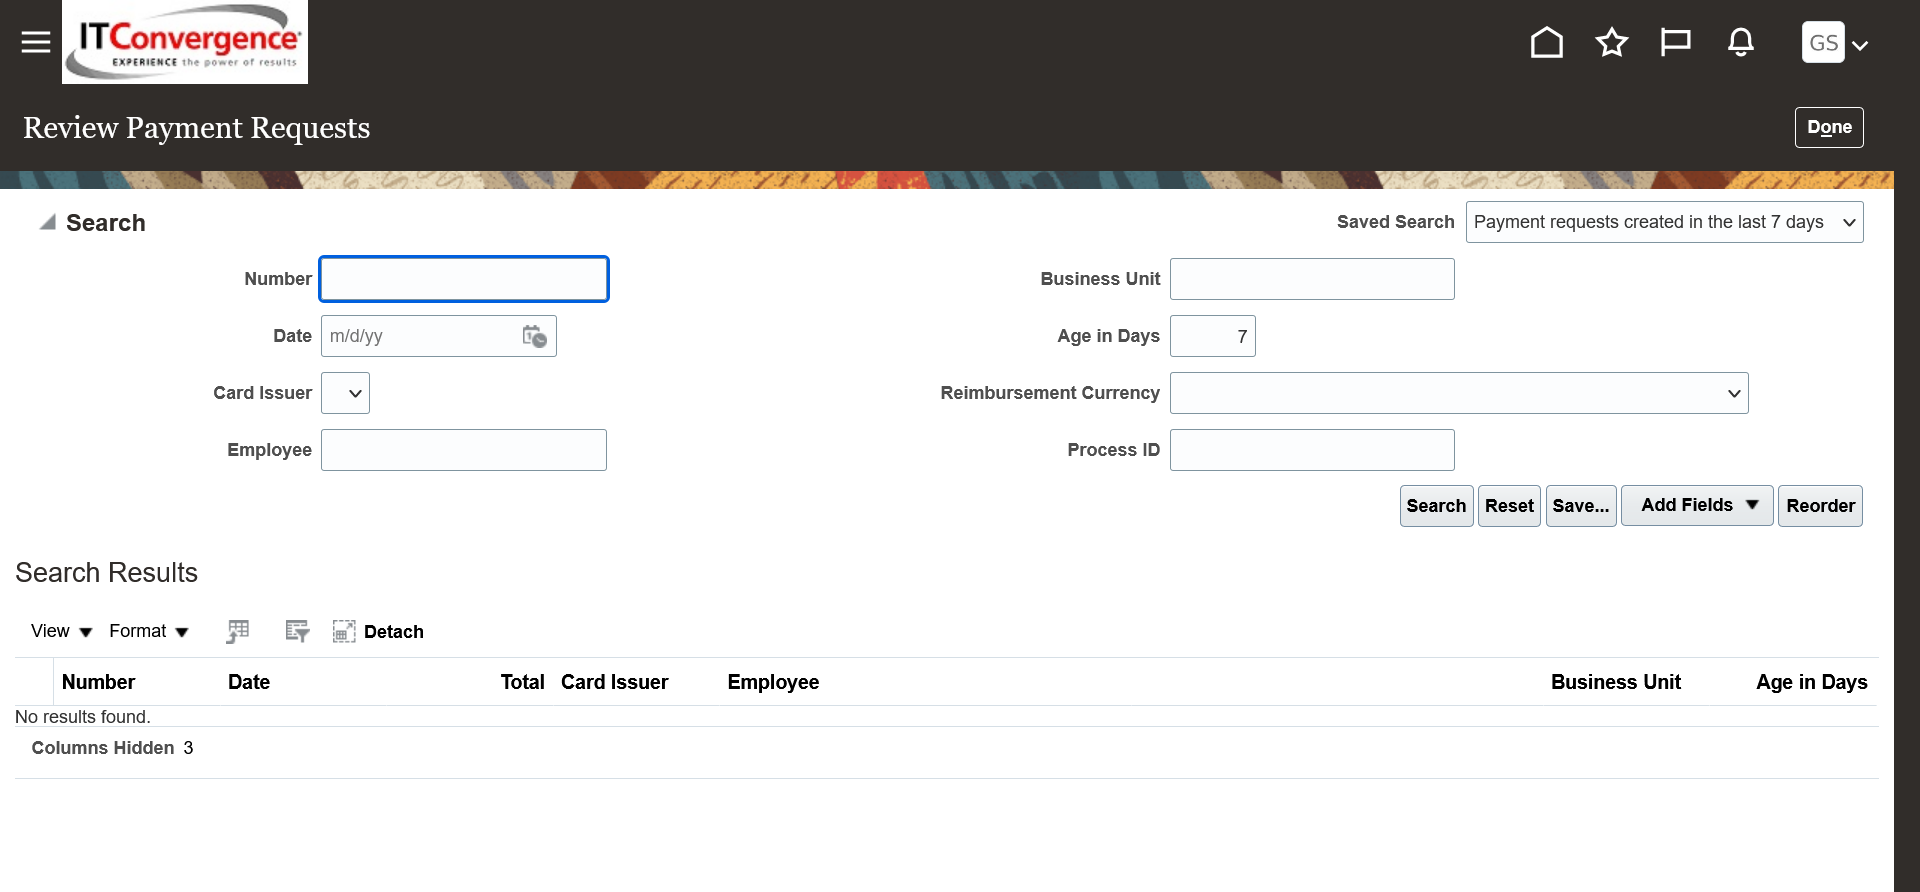 ITConvergence
EXPERIENCE the power of results
GS
Review Payment Requests
Done
Search
Saved Search Payment requests created in the last 7 days
Number
Business Unit
Date m/d/yy
Age in Days 7
Card Issuer
Reimbursement Currency
Employee
Process ID
Search Reset Save... Add Fields Reorder
Search Results
View Format Detach
Number Date Total Card Issuer Employee Business Unit Age in Days
No results found.
Columns Hidden 3